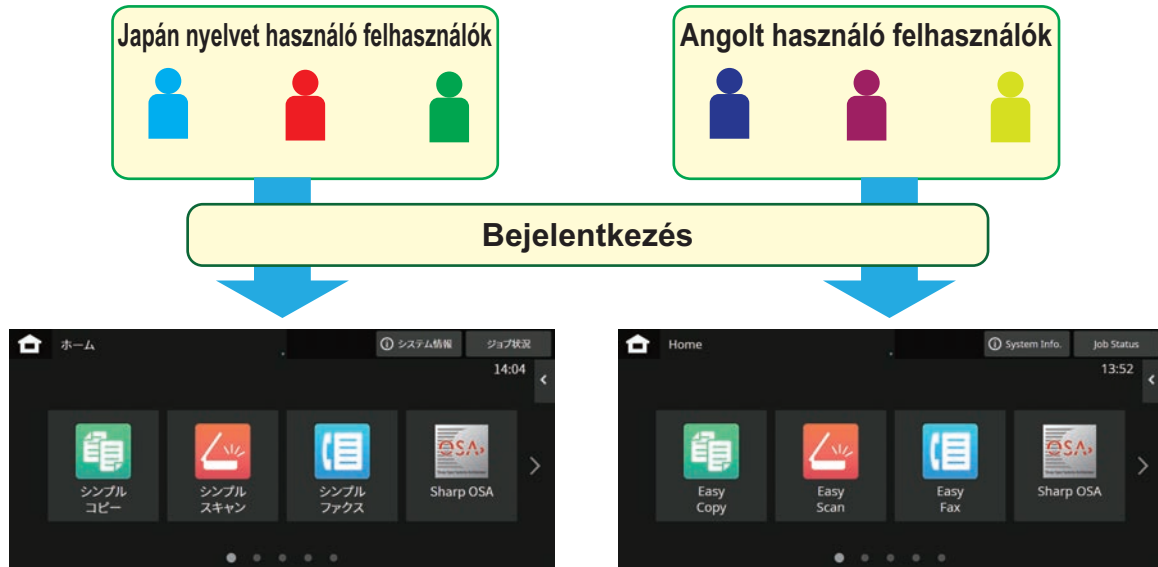 Japán nyelvet használó felhasználók
Angolt használó felhasználók
Bejelentkezés
ホーム
システム情報
ジョブ状況
14:04
シンプル
コピー
シンプル
スキャン
シンプル
ファクス
OSA
Sharp OSA
Home
System Info.
Job Status
13:52
Easy
Copy
Easy
Scan
Easy
Fax
OSA
Sharp OSA